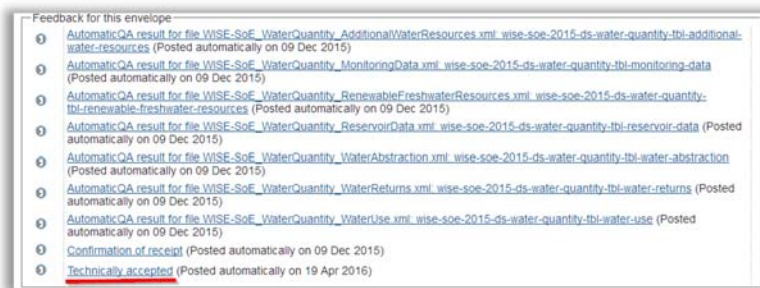 Feedback for this envelope
AutomaticQA result for file WISE-SoE_WaterQuantity_AdditionalWaterResources.xml: wise-soe-2015-ds-water-quantity-tbl-additional-
water-resources (Posted automatically on 09 Dec 2015)
AutomaticQA result for file WISE-SoE_WaterQuantity_MonitoringData.xml: wise-soe-2015-ds-water-quantity-tbl-monitoring-data
(Posted automatically on 09 Dec 2015)
AutomaticQA result for file WISE-SoE_WaterQuantity_RenewableFreshwaterResources.xml: wise-soe-2015-ds-water-quantity-
tbl-renewable-freshwater-resources (Posted automatically on 09 Dec 2015)
AutomaticQA result for file WISE-SoE_WaterQuantity_ReservoirData.xml: wise-soe-2015-ds-water-quantity-tbl-reservoir-data (Posted
automatically on 09 Dec 2015)
AutomaticQA result for file WISE-SoE_WaterQuantity_WaterAbstraction.xml: wise-soe-2015-ds-water-quantity-tbl-water-abstraction
(Posted automatically on 09 Dec 2015)
AutomaticQA result for file WISE-SoE_WaterQuantity_WaterReturns.xml: wise-soe-2015-ds-water-quantity-tbl-water-returns (Posted
automatically on 09 Dec 2015)
AutomaticQA result for file WISE-SoE_WaterQuantity_WaterUse.xml: wise-soe-2015-ds-water-quantity-tbl-water-use (Posted
automatically on 09 Dec 2015)
Confirmation of receipt (Posted automatically on 09 Dec 2015)
Technically accepted (Posted automatically on 19 Apr 2016)